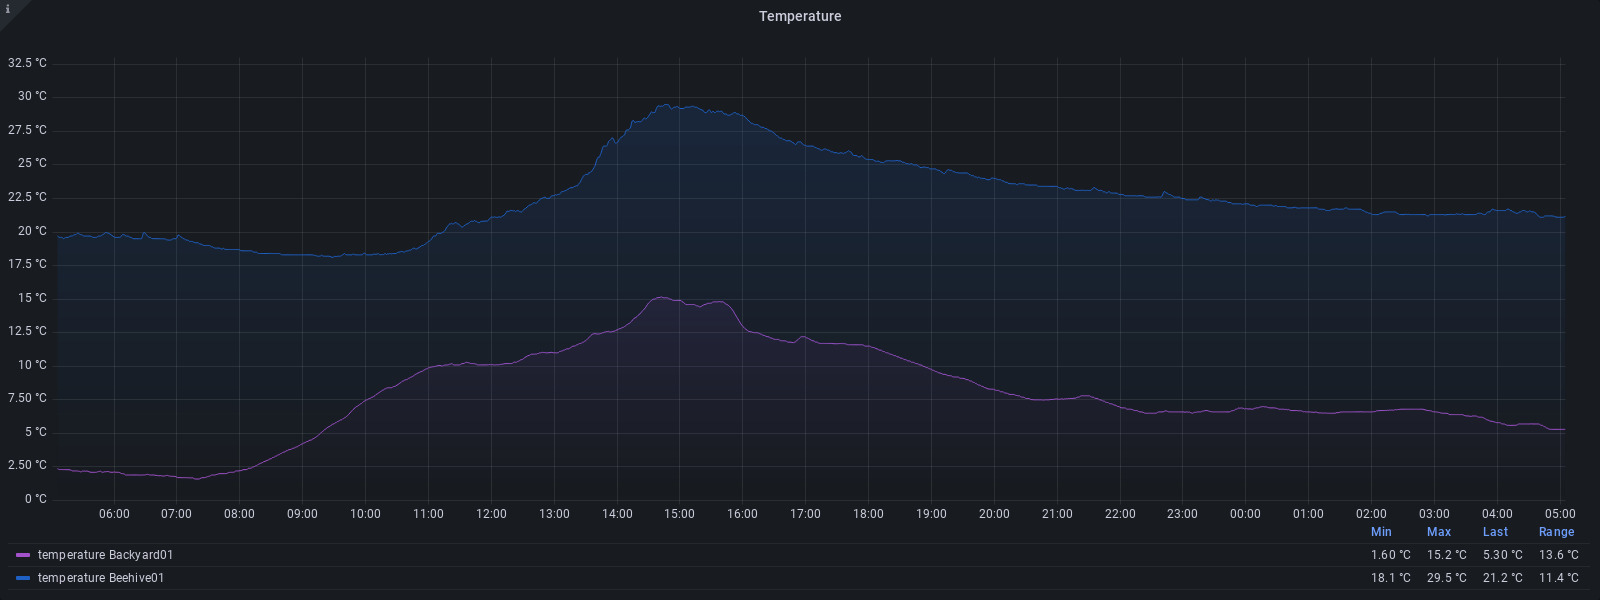 i
Temperature
32.5 °C
30 °C
27.5 °C
25 °C
22.5 °C
20 °C
17.5 °C
15 °C
12.5 °C
10 °C
7.50 °C
5 °C
2.50 °C
0 °C
06:00 07:00 08:00 09:00 10:00 11:00 12:00 13:00 14:00 15:00 16:00 17:00 18:00 19:00 20:00 21:00 22:00 23:00 00:00 01:00 02:00 03:00 04:00 05:00
Min Max Last Range
temperature Backyard01 1.60 °C 15.2 °C 5.30 °C 13.6 °C
temperature Beehive01 18.1 °C 29.5 °C 21.2 °C 11.4 °C